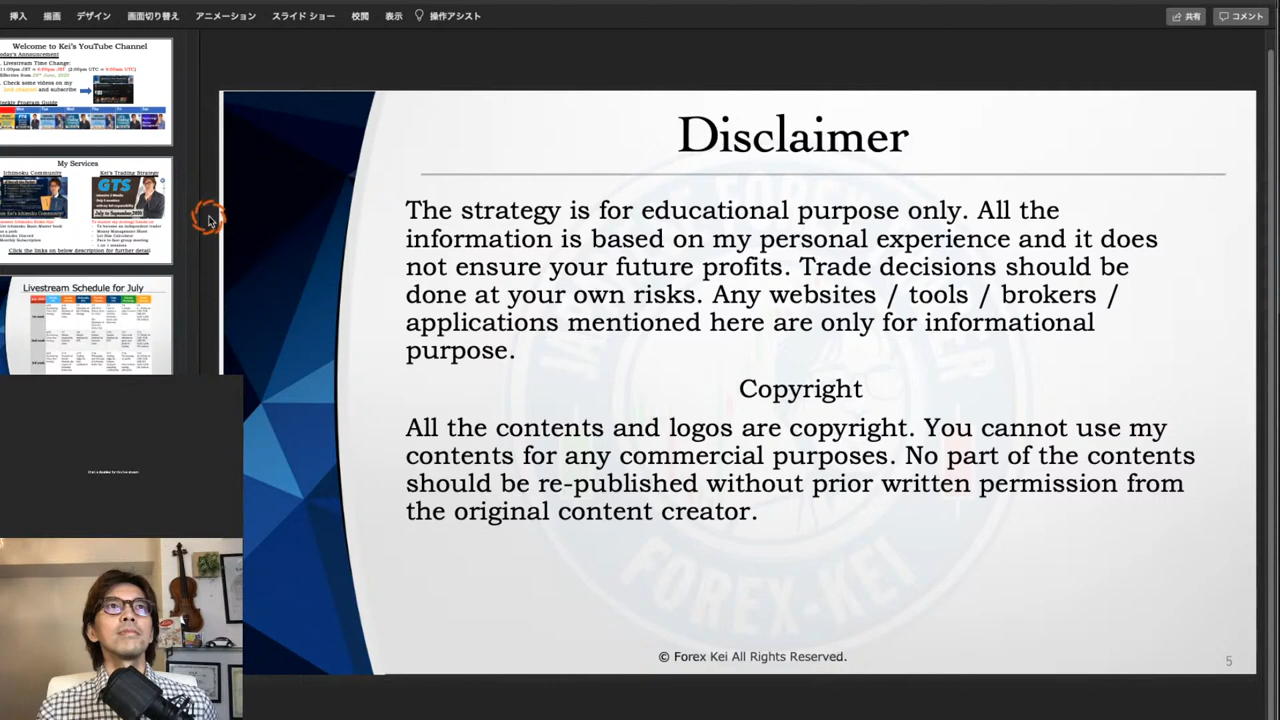 挿入 描画 デザイン 画面切り替え アニメーション スライド ショー 校閲 表示 操作アシスト 共有 コメント
Welcome to Kei's YouTube Channel
Livestream Time Change:
Check some videos on my
and subscribe
My Services
Ichimoku Community
Kei's Trading Strategy
GTS
July to September 2020
Click the links on below description for further detail
Livestream Schedule for July
Disclaimer
The strategy is for educational purpose only. All the
information is based on my personal experience and it does
not ensure your future profits. Trade decisions should be
done at your own risks. Any websites / tools / brokers /
applications mentioned here are only for informational
purpose.
Copyright
All the contents and logos are copyright. You cannot use my
contents for any commercial purposes. No part of the contents
should be re-published without prior written permission from
the original content creator.
FOREX KEI
© Forex Kei All Rights Reserved.
5